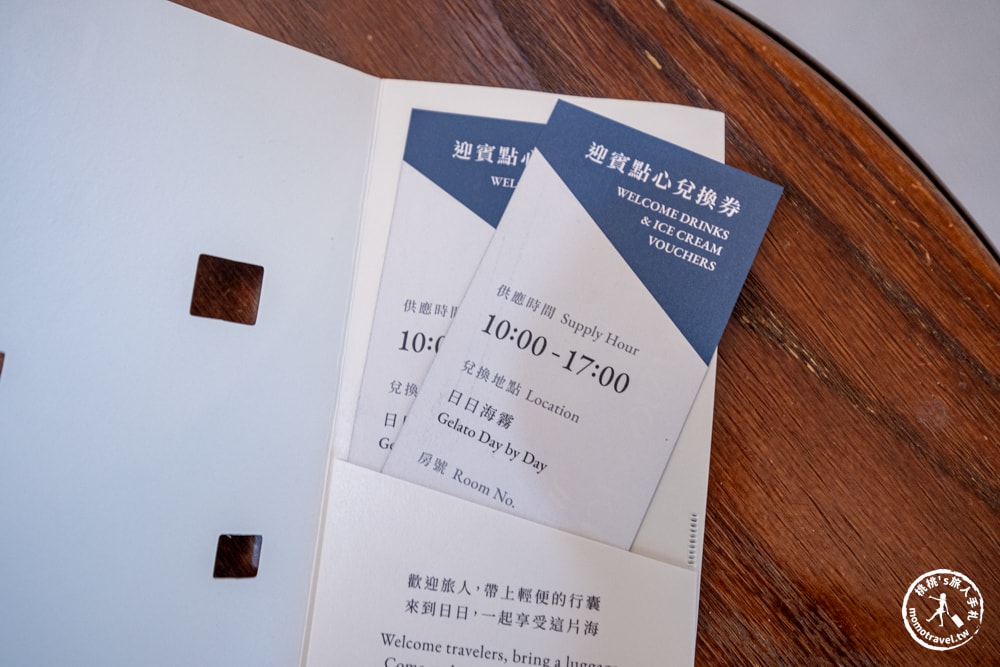 迎賓點心
WEL
供應時間
10:0
兌換
日
迎賓點心兌換券
WELCOME DRINKS
& ICE CREAM
VOUCHERS
供應時間 Supply Hour
10:00 - 17:00
兌換地點 Location
日日海霧
Gelato Day by Day
房號 Room No.
歡迎旅人，帶上輕便的行囊
來到日日，一起享受這片海
Welcome travelers, bring a luggage
桃桃's旅人手札
momotravel.tw